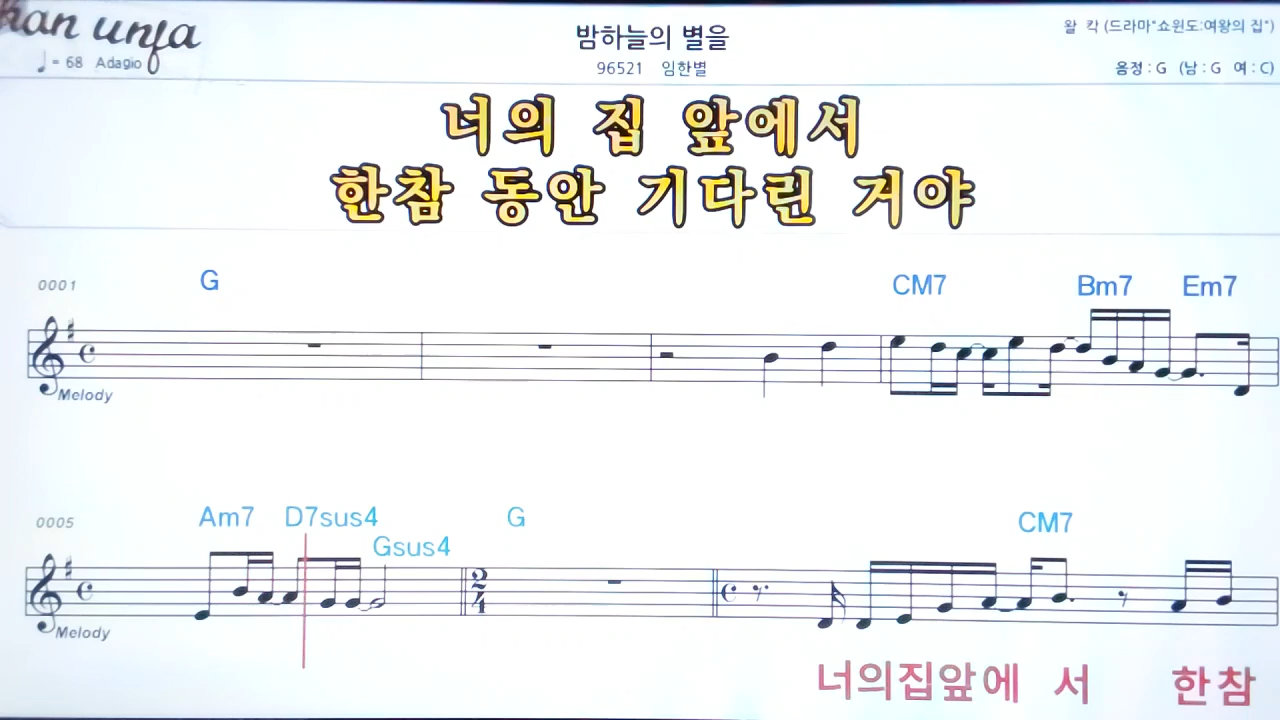 han unfa
♩= 68 Adagio
밤하늘의 별을
96521 임한별
왈 칵 (드라마"쇼윈도:여왕의 집")
음정 : G (남 : G 여 : C)
너의 집 앞에서
한참 동안 기다린 거야
0001 G CM7 Bm7 Em7
Melody
0005 Am7 D7sus4 Gsus4 G CM7
2/4
Melody
너의집앞에 서 한참